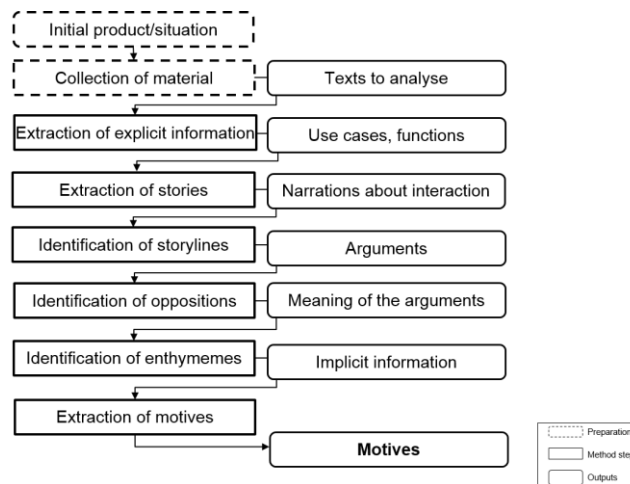 Initial product/situation
Collection of material
Texts to analyse
Extraction of explicit information
Use cases, functions
Extraction of stories
Narrations about interaction
Identification of storylines
Arguments
Identification of oppositions
Meaning of the arguments
Identification of enthymemes
Implicit information
Extraction of motives
Motives
Preparation
Method step
Outputs